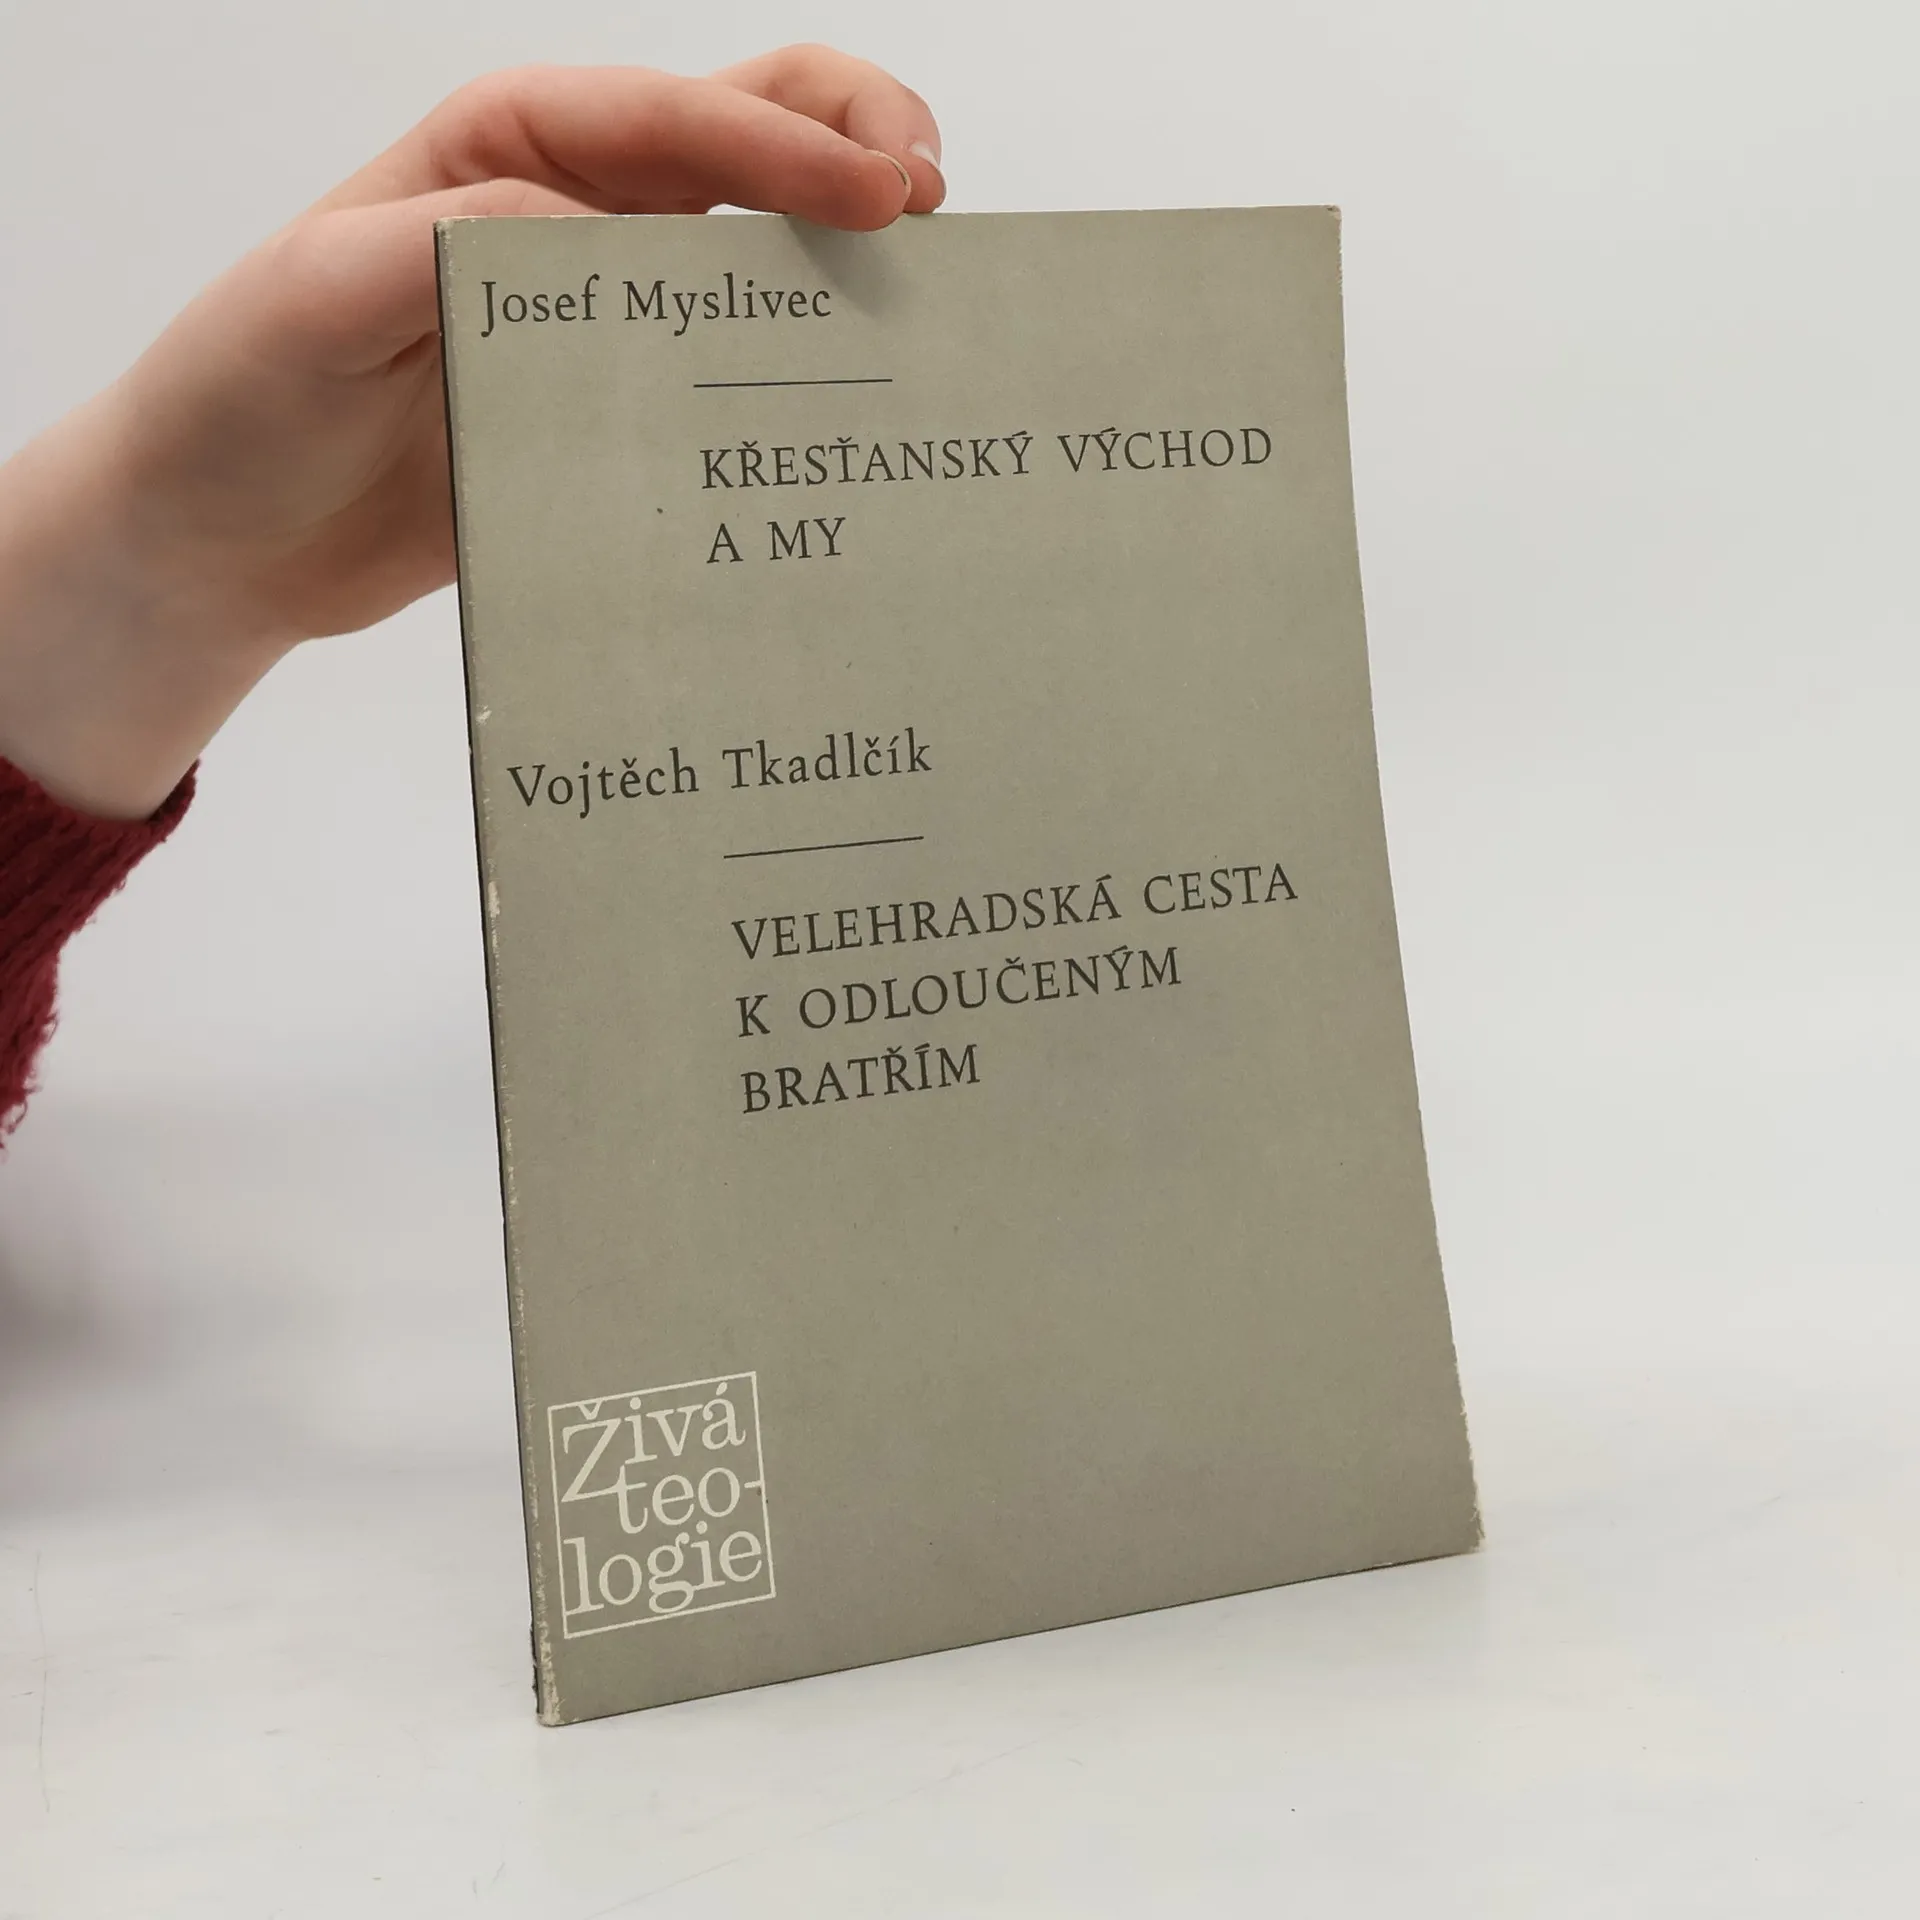 Josef Myslivec
KŘESŤANSKÝ VÝCHOD
A MY
Vojtěch Tkadlčík
VELEHRADSKÁ CESTA
K ODLOUČENÝM
BRATŘÍM
Živá
teo-
logie